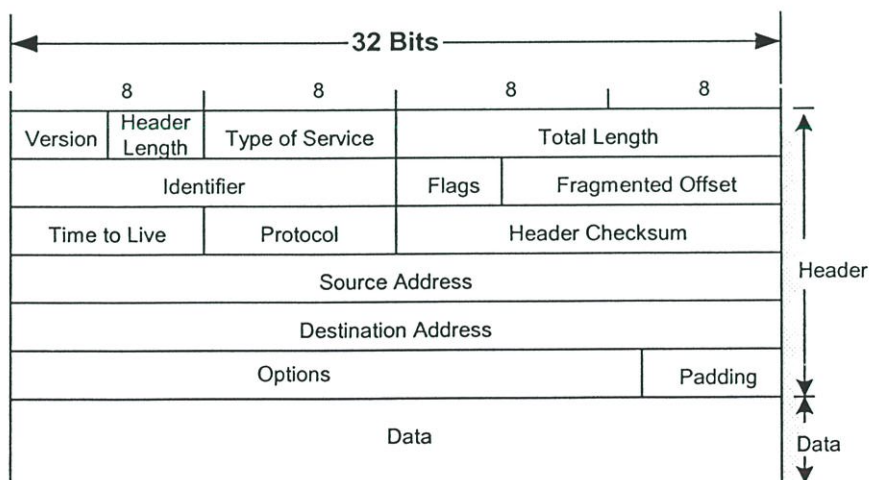 32 Bits
8 8 8 8
Version Header Length Type of Service Total Length
Identifier Flags Fragmented Offset
Time to Live Protocol Header Checksum
Source Address
Header
Destination Address
Options Padding
Data
Data